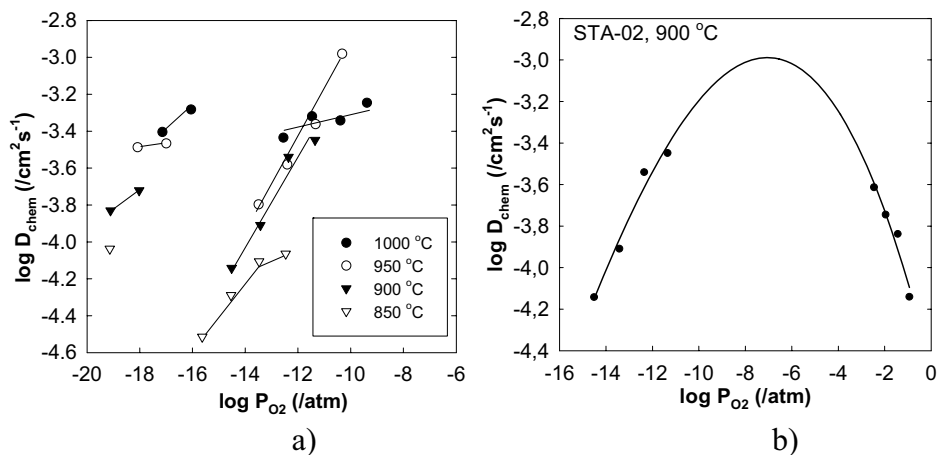 -2.8
-3.0
-3.2
-3.4
-3.6
-3.8
-4.0
-4.2
-4.4
-4.6
log D_chem (/cm²s⁻¹)
1000 °C
950 °C
900 °C
850 °C
-20 -18 -16 -14 -12 -10 -8 -6
log P_O2 (/atm)
a)
STA-02, 900 °C
-2,8
-3,0
-3,2
-3,4
-3,6
-3,8
-4,0
-4,2
-4,4
log D_chem (/cm²s⁻¹)
-16 -14 -12 -10 -8 -6 -4 -2 0
log P_O2 (/atm)
b)